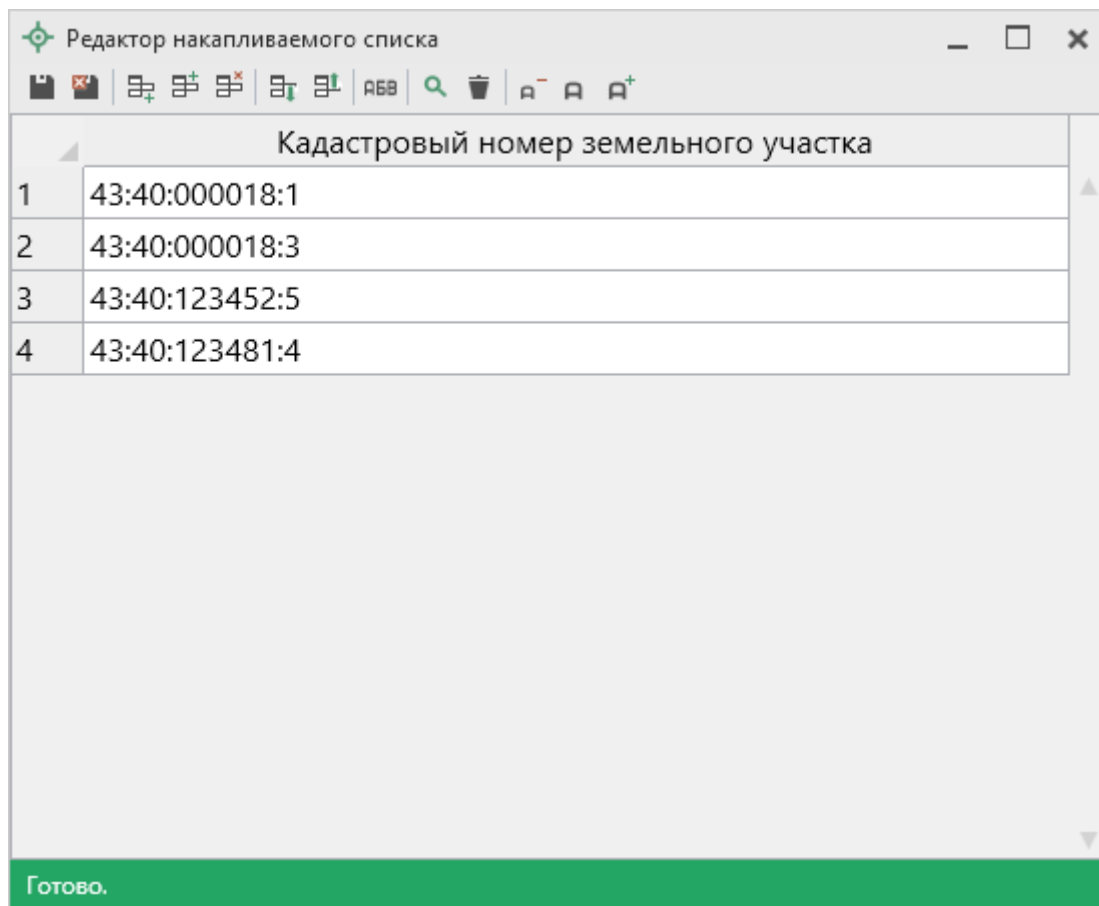 Редактор накапливаемого списка
АБВ А⁻ А А⁺
Кадастровый номер земельного участка
1 43:40:000018:1
2 43:40:000018:3
3 43:40:123452:5
4 43:40:123481:4
Готово.